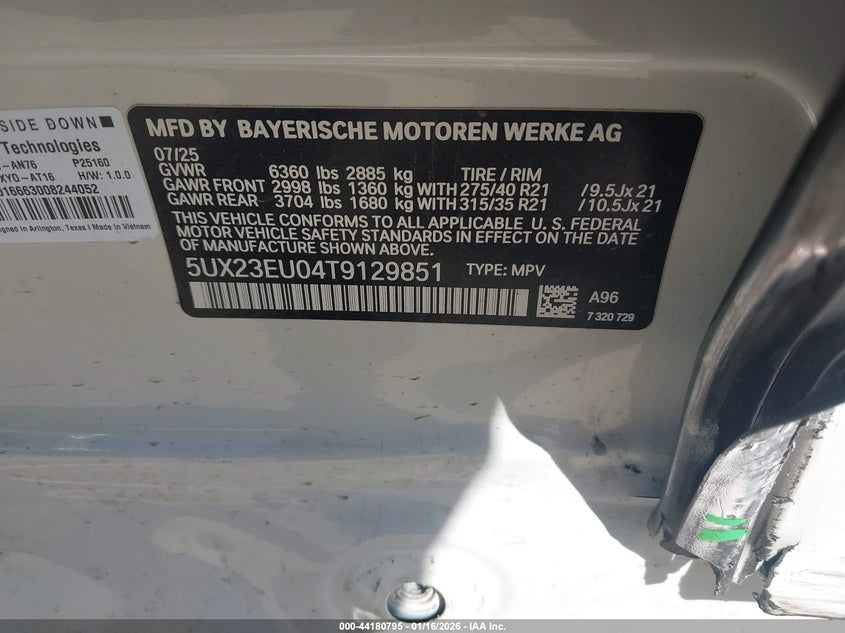 SIDE DOWN
Technologies
-AN76 P25160
XYD-AT16 H/W: 1.0.0
01666300824405​2
igned in Arlington, Texas | Made in Vietnam
MFD BY BAYERISCHE MOTOREN WERKE AG
07/25
GVWR 6360 lbs 2885 kg TIRE / RIM
GAWR FRONT 2998 lbs 1360 kg WITH 275/40 R21 / 9.5Jx21
GAWR REAR 3704 lbs 1680 kg WITH 315/35 R21 / 10.5Jx21
THIS VEHICLE CONFORMS TO ALL APPLICABLE U. S. FEDERAL
MOTOR VEHICLE SAFETY STANDARDS IN EFFECT ON THE DATE
OF MANUFACTURE SHOWN ABOVE.
5UX23EU04T9129851 TYPE: MPV
A96
7 320 729
000-44180795 - 01/16/2026 - IAA Inc.